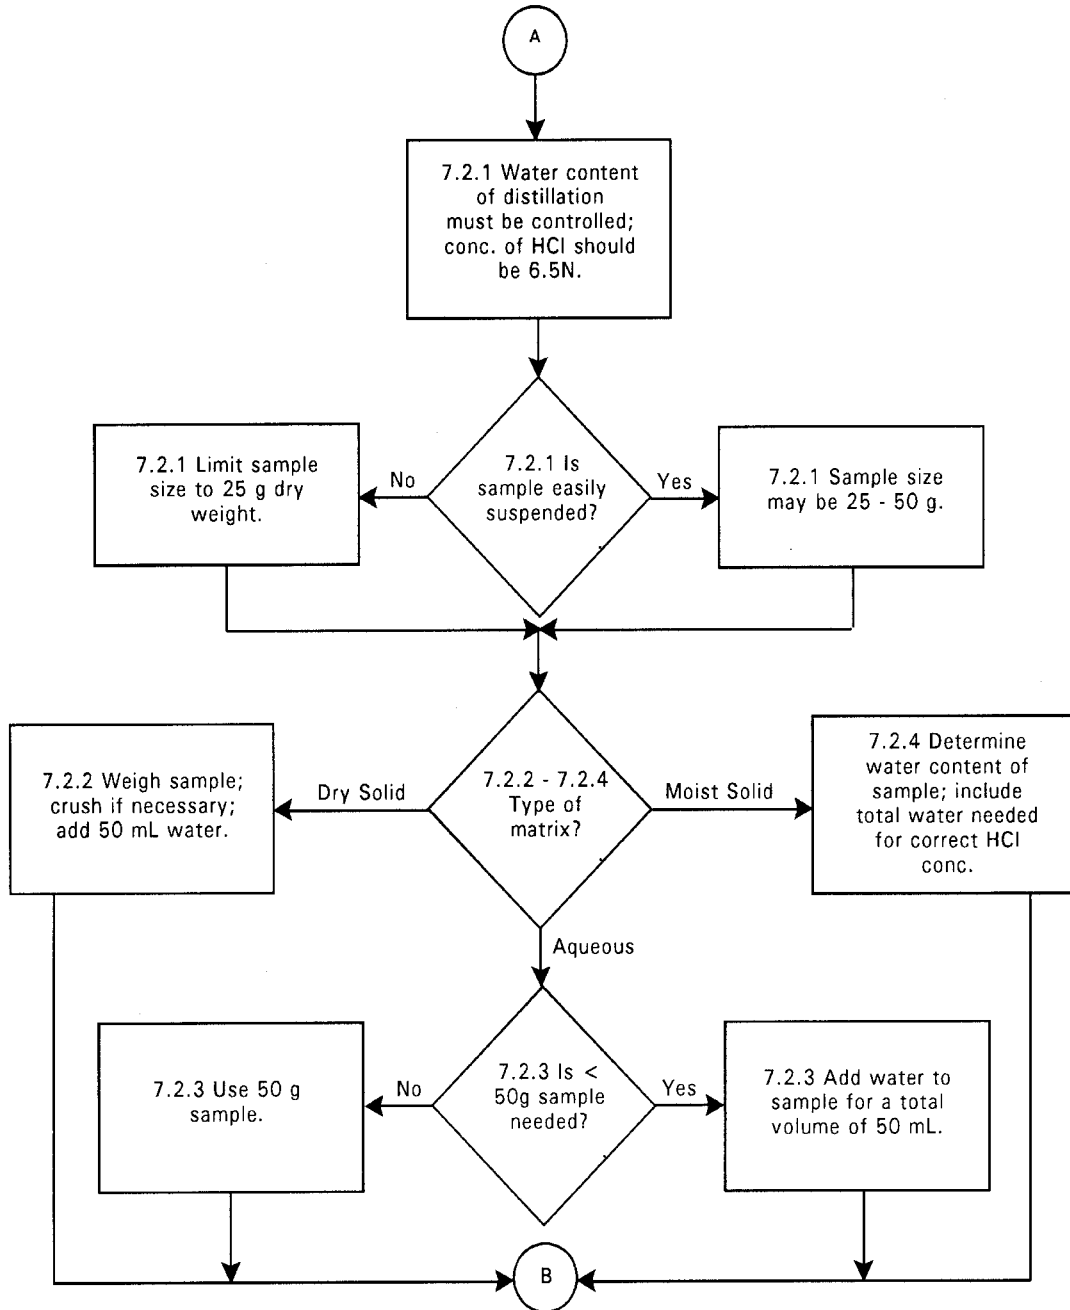 A
7.2.1 Water content
of distillation
must be controlled;
conc. of HCl should
be 6.5N.
7.2.1 Limit sample
size to 25 g dry
weight.
No
7.2.1 Is
sample easily
suspended?
Yes
7.2.1 Sample size
may be 25 - 50 g.
7.2.2 Weigh sample;
crush if necessary;
add 50 mL water.
Dry Solid
7.2.2 - 7.2.4
Type of
matrix?
Moist Solid
7.2.4 Determine
water content of
sample; include
total water needed
for correct HCl
conc.
Aqueous
7.2.3 Use 50 g
sample.
No
7.2.3 Is <
50g sample
needed?
Yes
7.2.3 Add water to
sample for a total
volume of 50 mL.
B